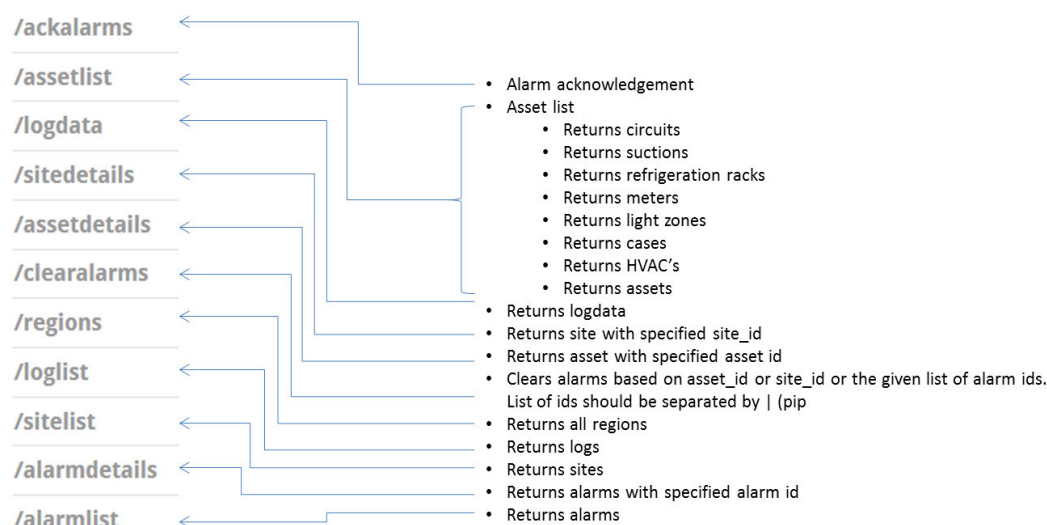 /ackalarms
/assetlist
/logdata
/sitedetails
/assetdetails
/clearalarms
/regions
/loglist
/sitelist
/alarmdetails
/alarmlist
• Alarm acknowledgement
• Asset list
• Returns circuits
• Returns suctions
• Returns refrigeration racks
• Returns meters
• Returns light zones
• Returns cases
• Returns HVAC's
• Returns assets
• Returns logdata
• Returns site with specified site_id
• Returns asset with specified asset id
• Clears alarms based on asset_id or site_id or the given list of alarm ids.
List of ids should be separated by | (pip
• Returns all regions
• Returns logs
• Returns sites
• Returns alarms with specified alarm id
• Returns alarms